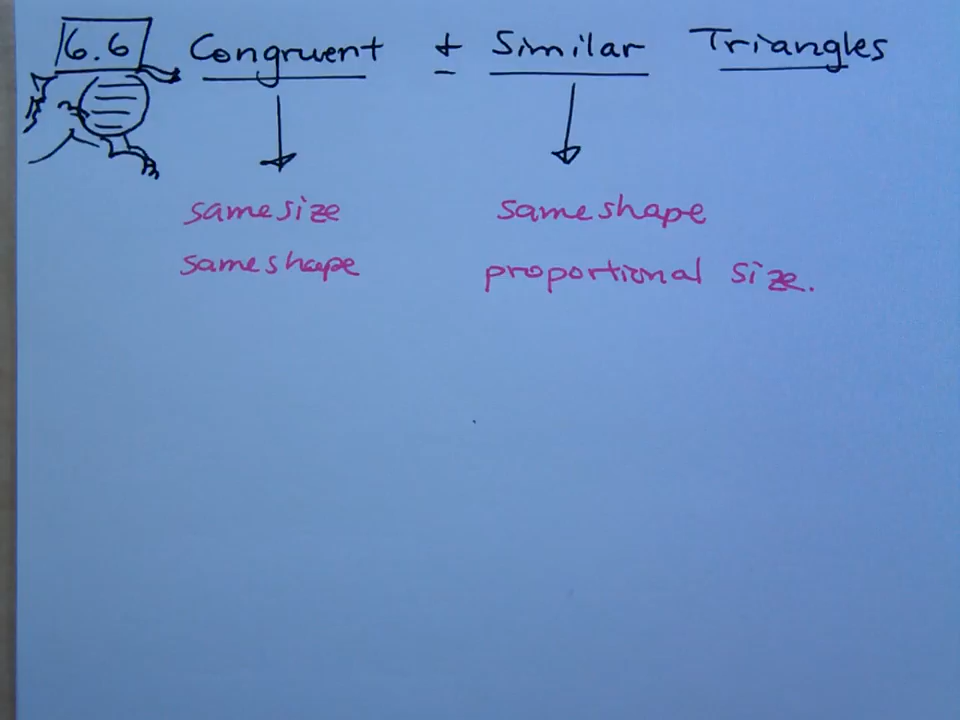 6.6 Congruent + Similar Triangles
same size
same shape
same shape
proportional size.